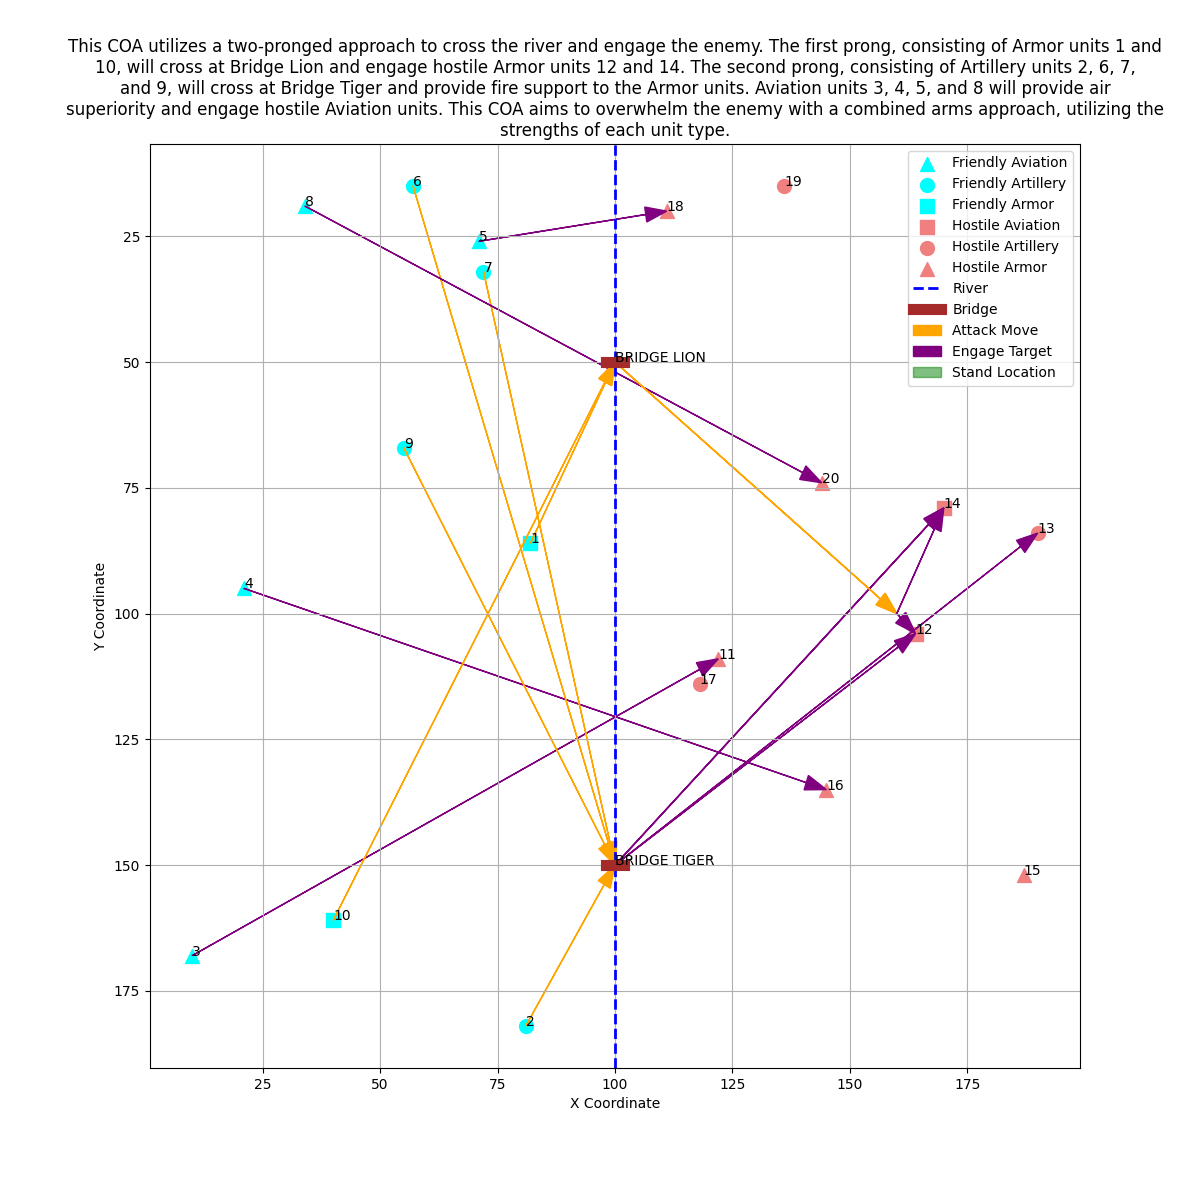 This COA utilizes a two-pronged approach to cross the river and engage the enemy. The first prong, consisting of Armor units 1 and
10, will cross at Bridge Lion and engage hostile Armor units 12 and 14. The second prong, consisting of Artillery units 2, 6, 7,
and 9, will cross at Bridge Tiger and provide fire support to the Armor units. Aviation units 3, 4, 5, and 8 will provide air
superiority and engage hostile Aviation units. This COA aims to overwhelm the enemy with a combined arms approach, utilizing the
strengths of each unit type.
Friendly Aviation
Friendly Artillery
Friendly Armor
Hostile Aviation
Hostile Artillery
Hostile Armor
River
Bridge
Attack Move
Engage Target
Stand Location
6
19
8
18
5
7
BRIDGE LION
9
20
14
13
1
4
12
11
17
16
BRIDGE TIGER
15
10
3
2
25
50
75
100
125
150
175
Y Coordinate
25
50
75
100
125
150
175
X Coordinate